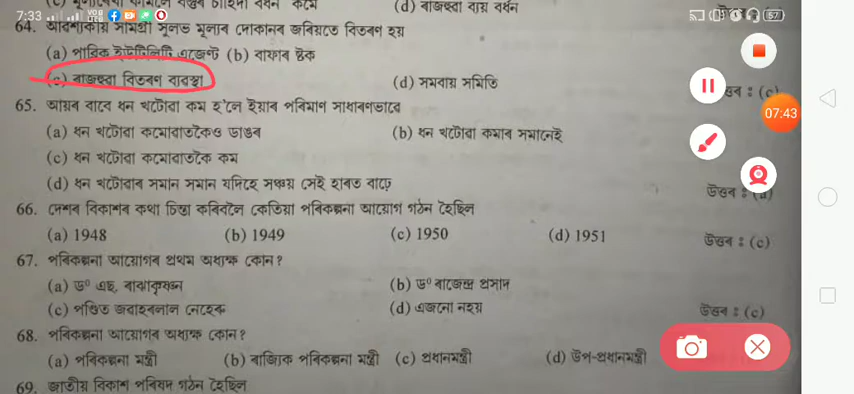 7:33
57
(d) ৰাজহুৱা ব্যয় বৰ্ধন
64. আৱশ্যকীয় সামগ্ৰী সুলভ মূল্যৰ দোকানৰ জৰিয়তে বিতৰণ হয়
(a) পাব্লিক ইউটিলিটি এজেণ্ট (b) বাফাৰ ষ্টক
(c) ৰাজহুৱা বিতৰণ ব্যৱস্থা (d) সমবায় সমিতি
উত্তৰ : (c)
07:43
65. আয়ৰ বাবে ধন খটোৱা কম হ'লে ইয়াৰ পৰিমাণ সাধাৰণভাৱে
(a) ধন খটোৱা কমোৱাতকৈও ডাঙৰ (b) ধন খটোৱা কমাৰ সমানেই
(c) ধন খটোৱা কমোৱাতকৈ কম
(d) ধন খটোৱাৰ সমান সমান যদিহে সঞ্চয় সেই হাৰত বাঢ়ে
উত্তৰ : (a)
66. দেশৰ বিকাশৰ কথা চিন্তা কৰিবলৈ কেতিয়া পৰিকল্পনা আয়োগ গঠন হৈছিল
(a) 1948 (b) 1949 (c) 1950 (d) 1951
উত্তৰ : (c)
67. পৰিকল্পনা আয়োগৰ প্ৰথম অধ্যক্ষ কোন?
(a) ড° এছ. ৰাধাকৃষ্ণন (b) ড° ৰাজেন্দ্ৰ প্ৰসাদ
(c) পণ্ডিত জৱাহৰলাল নেহেৰু (d) এজনো নহয়
উত্তৰ : (c)
68. পৰিকল্পনা আয়োগৰ অধ্যক্ষ কোন?
(a) পৰিকল্পনা মন্ত্ৰী (b) ৰাজ্যিক পৰিকল্পনা মন্ত্ৰী (c) প্ৰধানমন্ত্ৰী (d) উপ-প্ৰধানমন্ত্ৰী
69. জাতীয় বিকাশ পৰিষদ গঠন হৈছিল